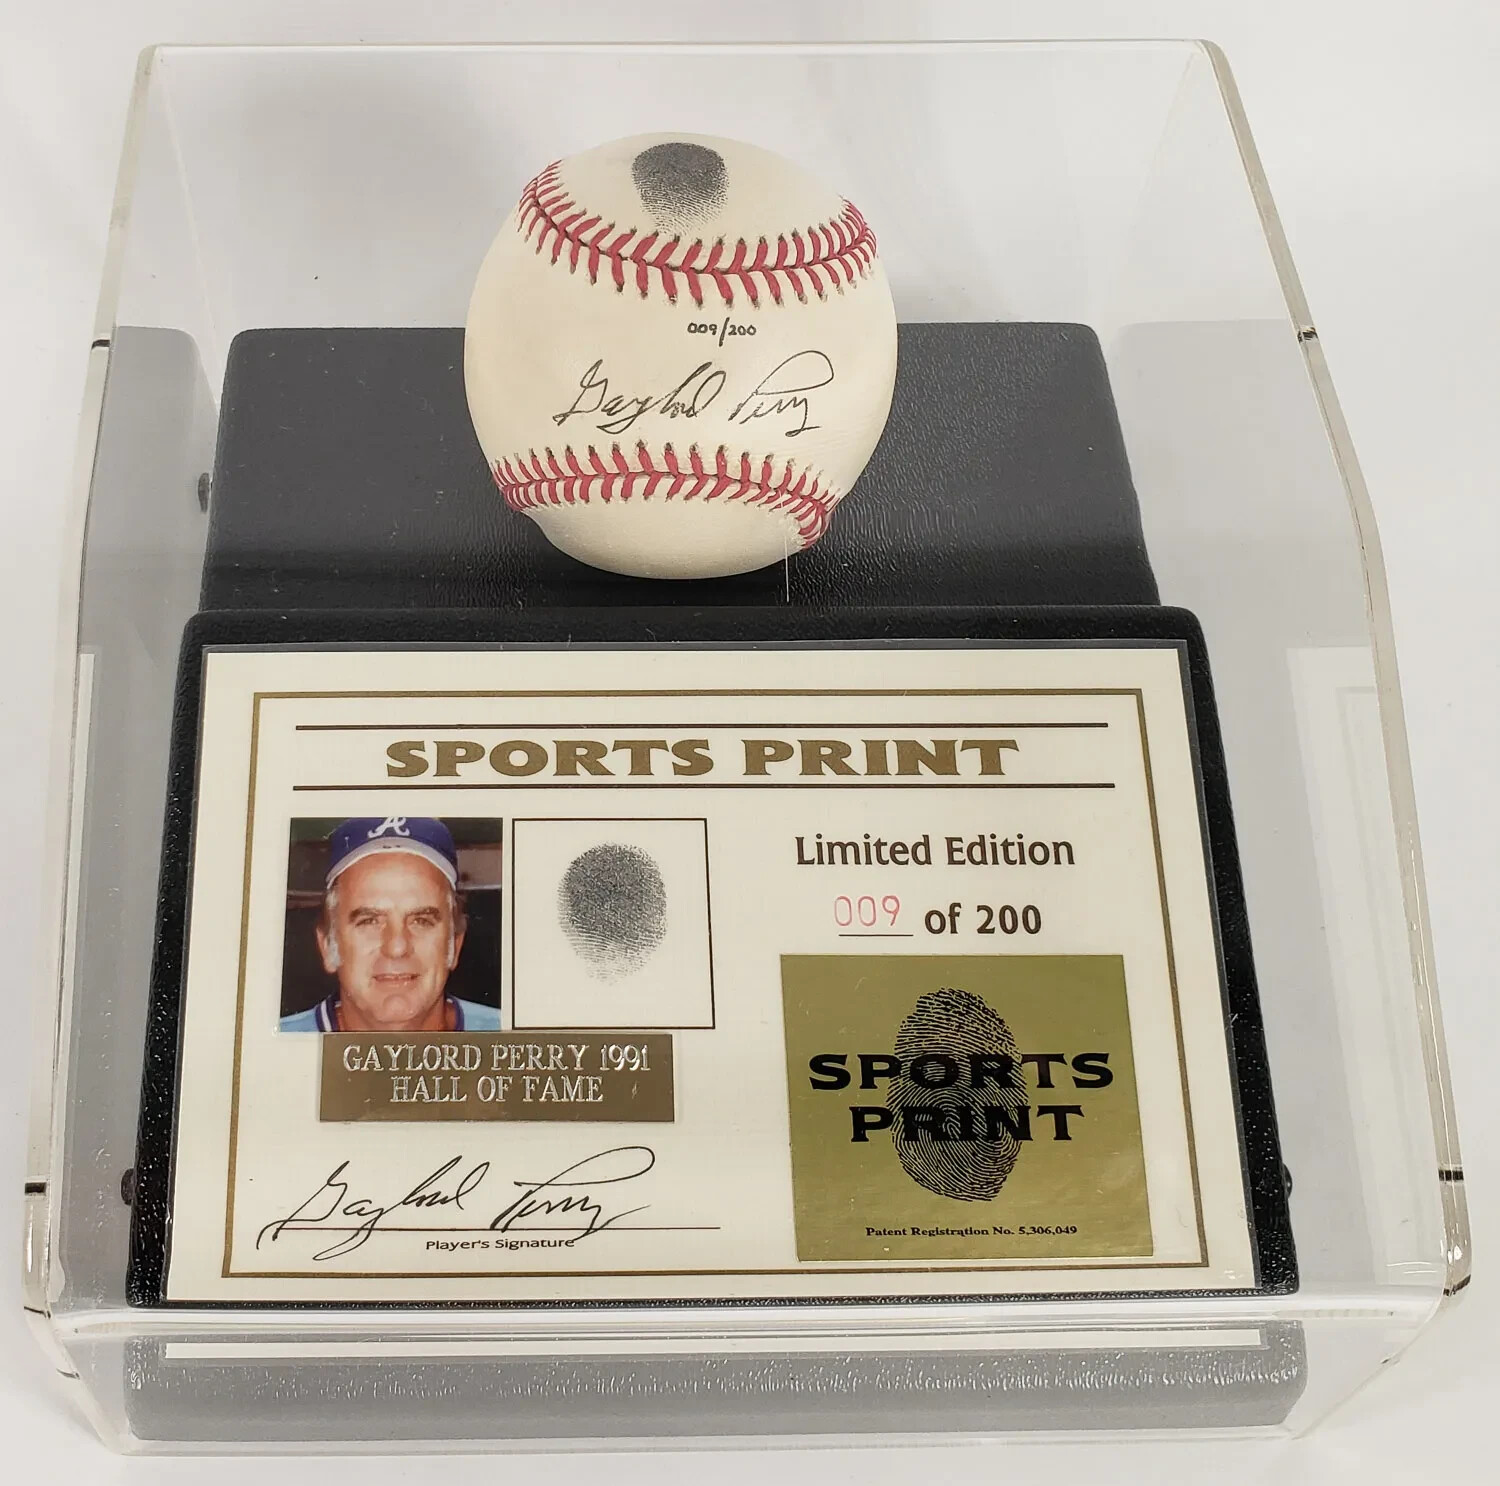 009/200
Gaylord Perry
SPORTS PRINT
A
Limited Edition
009 of 200
GAYLORD PERRY 1991
HALL OF FAME
SPORTS
PRINT
Patent Registration No. 5,306,049
Gaylord Perry
Player's Signature